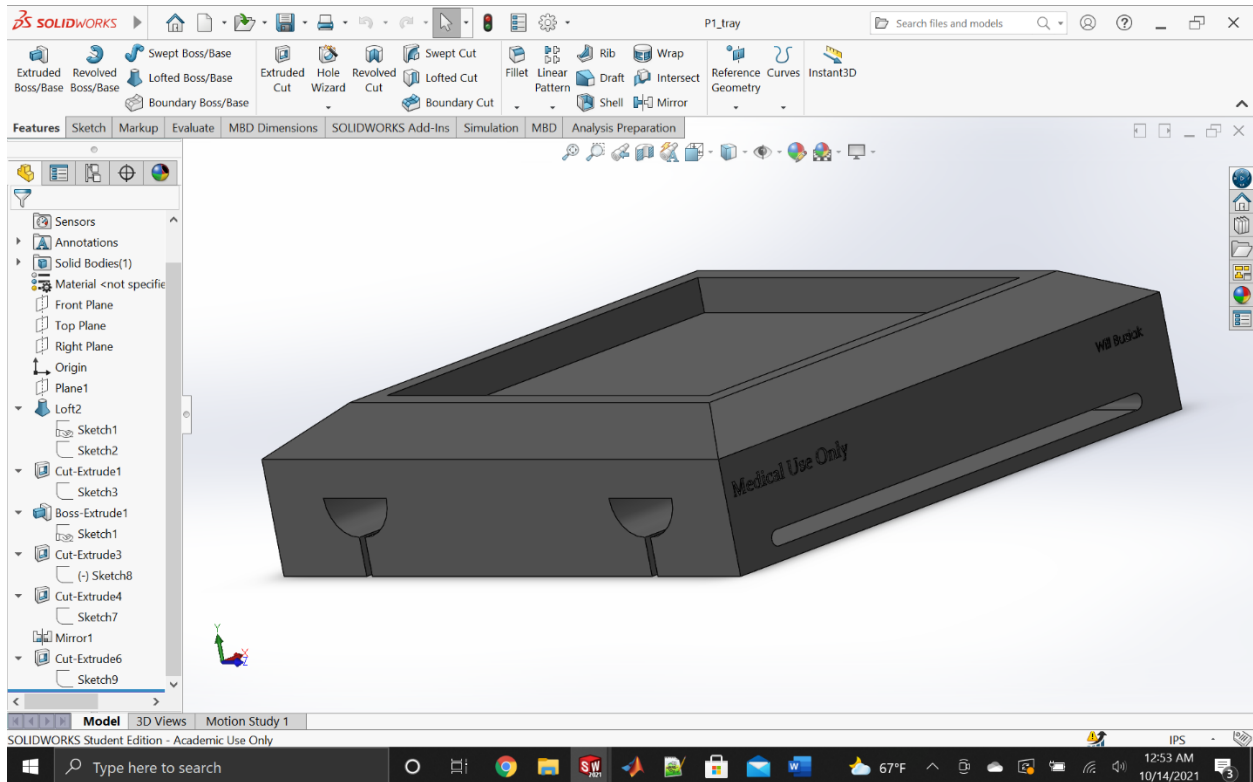 SOLIDWORKS
P1_tray
Search files and models
Extruded Boss/Base
Revolved Boss/Base
Swept Boss/Base
Lofted Boss/Base
Boundary Boss/Base
Extruded Cut
Hole Wizard
Revolved Cut
Swept Cut
Lofted Cut
Boundary Cut
Fillet
Linear Pattern
Rib
Draft
Shell
Wrap
Intersect
Mirror
Reference Geometry
Curves
Instant3D
Features Sketch Markup Evaluate MBD Dimensions SOLIDWORKS Add-Ins Simulation MBD Analysis Preparation
Sensors
Annotations
Solid Bodies(1)
Material <not specifie
Front Plane
Top Plane
Right Plane
Origin
Plane1
Loft2
Sketch1
Sketch2
Cut-Extrude1
Sketch3
Boss-Extrude1
Sketch1
Cut-Extrude3
(-) Sketch8
Cut-Extrude4
Sketch7
Mirror1
Cut-Extrude6
Sketch9
Will Busiak
Medical Use Only
Y
X
Z
Model 3D Views Motion Study 1
SOLIDWORKS Student Edition - Academic Use Only
IPS -
Type here to search
SW
2021
W
67°F
12:53 AM
10/14/2021
3